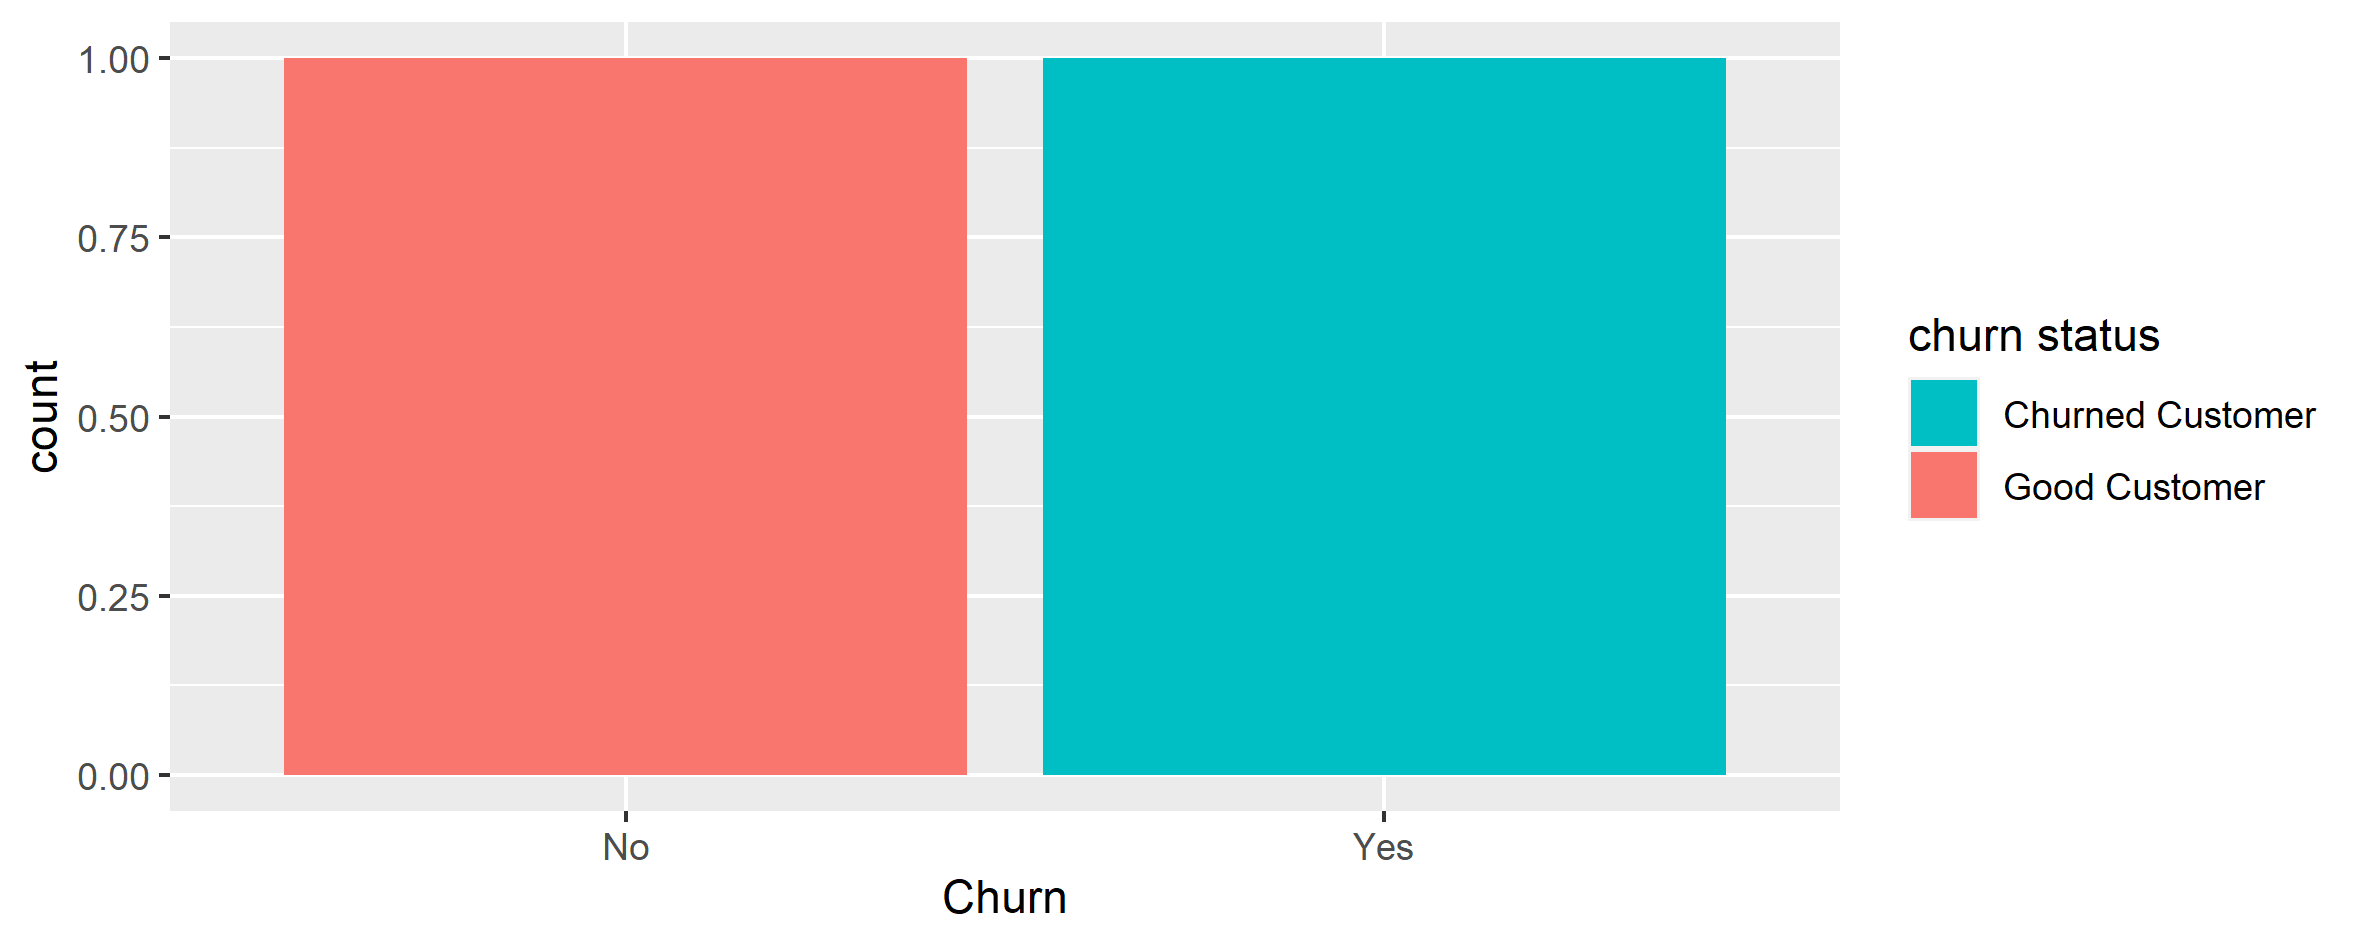 1.00
0.75
0.50
0.25
0.00
count
No
Yes
Churn
churn status
Churned Customer
Good Customer